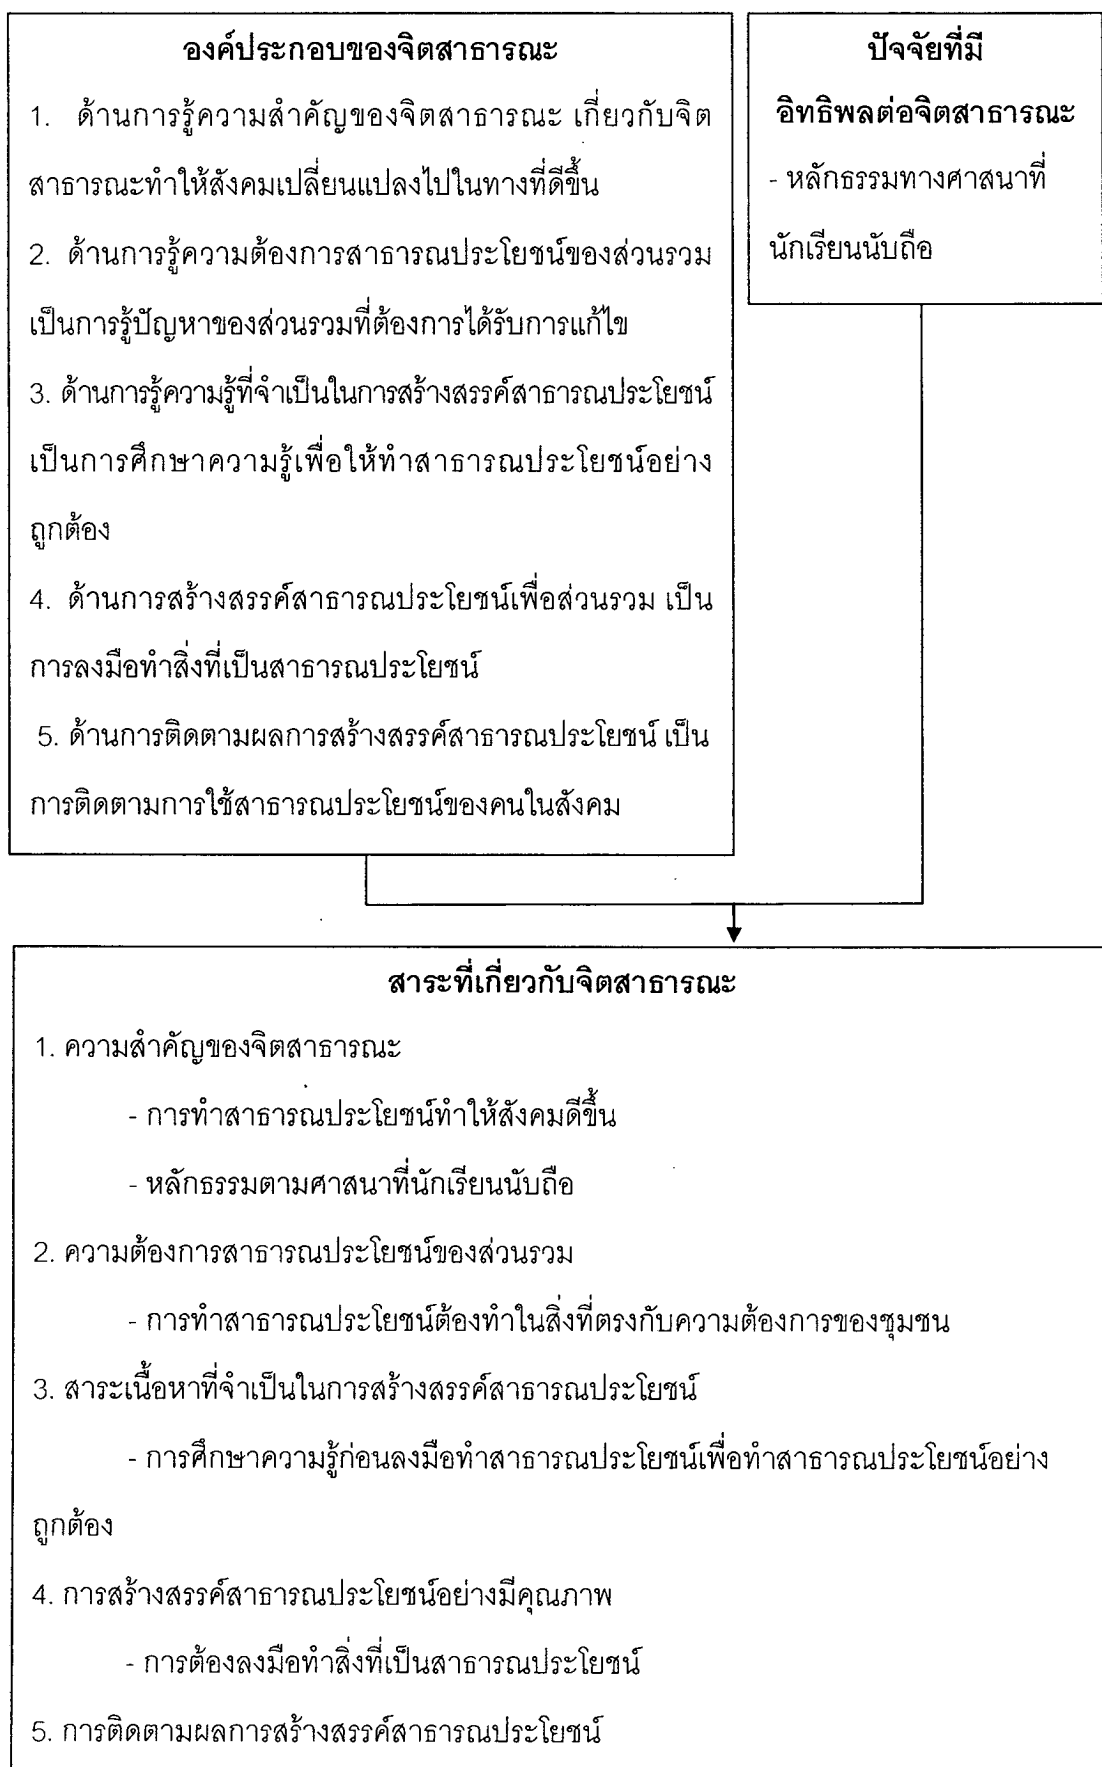 องค์ประกอบของจิตสาธารณะ
1. ด้านการรู้ความสำคัญของจิตสาธารณะ เกี่ยวกับจิต
สาธารณะทำให้สังคมเปลี่ยนแปลงไปในทางที่ดีขึ้น
2. ด้านการรู้ความต้องการสาธารณประโยชน์ของส่วนรวม
เป็นการรู้ปัญหาของส่วนรวมที่ต้องการได้รับการแก้ไข
3. ด้านการรู้ความรู้ที่จำเป็นในการสร้างสรรค์สาธารณประโยชน์
เป็นการศึกษาความรู้เพื่อให้ทำสาธารณประโยชน์อย่าง
ถูกต้อง
4. ด้านการสร้างสรรค์สาธารณประโยชน์เพื่อส่วนรวม เป็น
การลงมือทำสิ่งที่เป็นสาธารณประโยชน์
5. ด้านการติดตามผลการสร้างสรรค์สาธารณประโยชน์ เป็น
การติดตามการใช้สาธารณประโยชน์ของคนในสังคม
ปัจจัยที่มี
อิทธิพลต่อจิตสาธารณะ
- หลักธรรมทางศาสนาที่
นักเรียนนับถือ
สาระที่เกี่ยวกับจิตสาธารณะ
1. ความสำคัญของจิตสาธารณะ
- การทำสาธารณประโยชน์ทำให้สังคมดีขึ้น
- หลักธรรมตามศาสนาที่นักเรียนนับถือ
2. ความต้องการสาธารณประโยชน์ของส่วนรวม
- การทำสาธารณประโยชน์ต้องทำในสิ่งที่ตรงกับความต้องการของชุมชน
3. สาระเนื้อหาที่จำเป็นในการสร้างสรรค์สาธารณประโยชน์
- การศึกษาความรู้ก่อนลงมือทำสาธารณประโยชน์เพื่อทำสาธารณประโยชน์อย่าง
ถูกต้อง
4. การสร้างสรรค์สาธารณประโยชน์อย่างมีคุณภาพ
- การต้องลงมือทำสิ่งที่เป็นสาธารณประโยชน์
5. การติดตามผลการสร้างสรรค์สาธารณประโยชน์